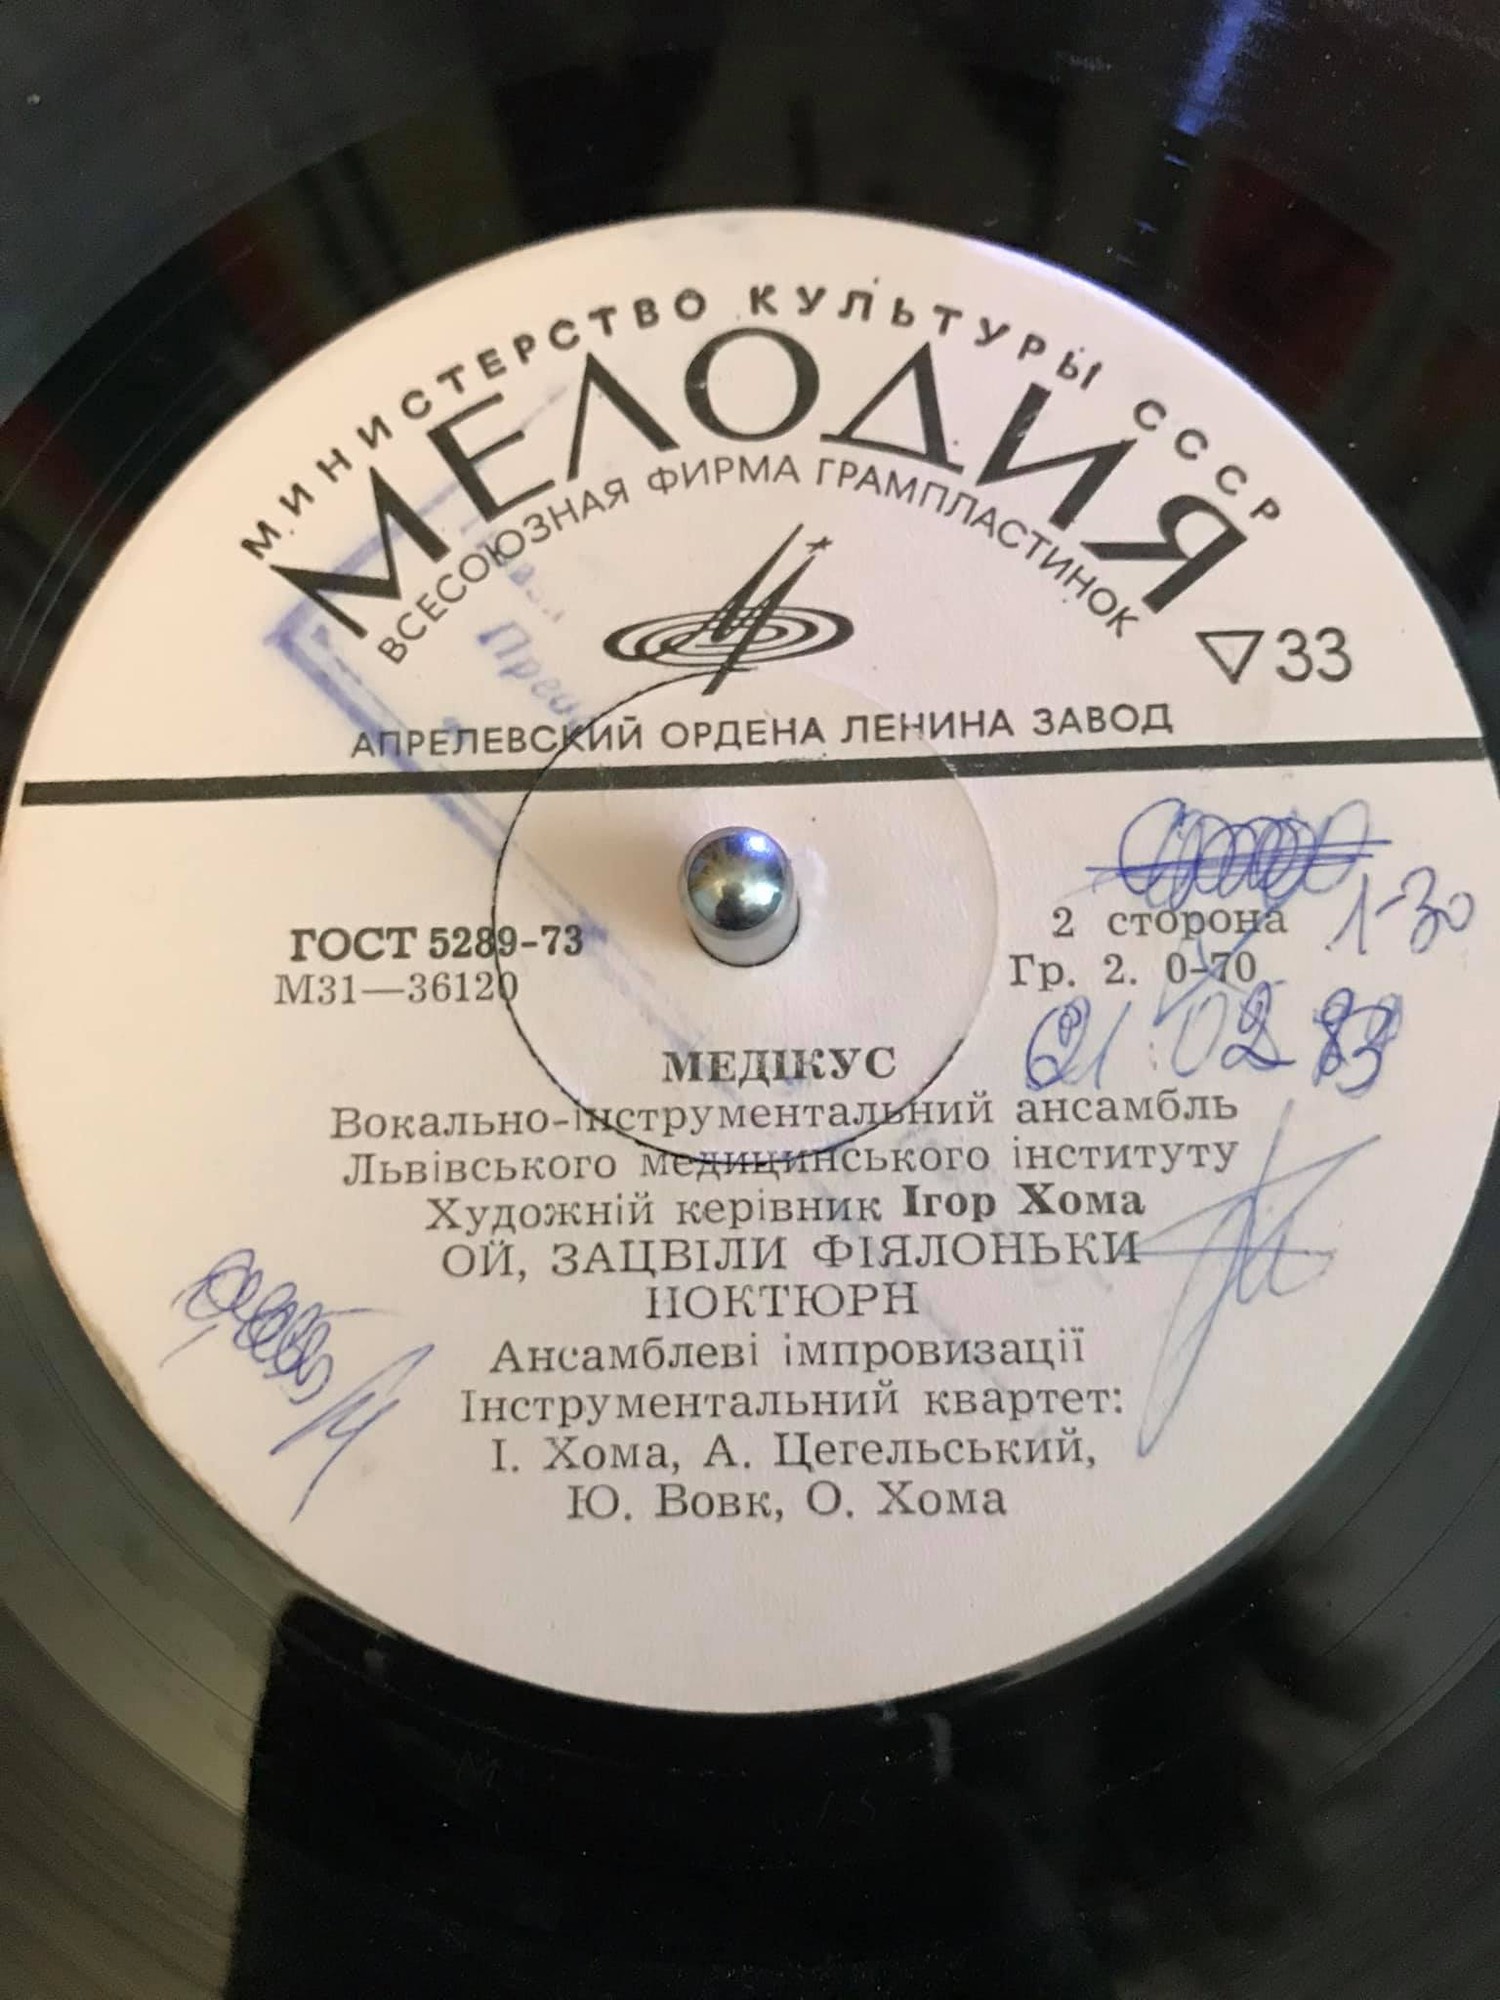 МИНИСТЕРСТВО КУЛЬТУРЫ СССР
МЕЛОДИЯ
ВСЕСОЮЗНАЯ ФИРМА ГРАМПЛАСТИНОК
33
АПРЕЛЕВСКИЙ ОРДЕНА ЛЕНИНА ЗАВОД
1-30
ГОСТ 5289-73
2 сторона
М31—36120
Гр. 2. 0-70
02 83
МЕДІКУС
Вокально-інструментальний ансамбль
Львівського медицинського інституту
Художній керівник Ігор Хома
ОЙ, ЗАЦВІЛИ ФІЯЛОНЬКИ
НОКТЮРН
Ансамблеві імпровизації
Інструментальний квартет:
І. Хома, А. Цегельський,
Ю. Вовк, О. Хома